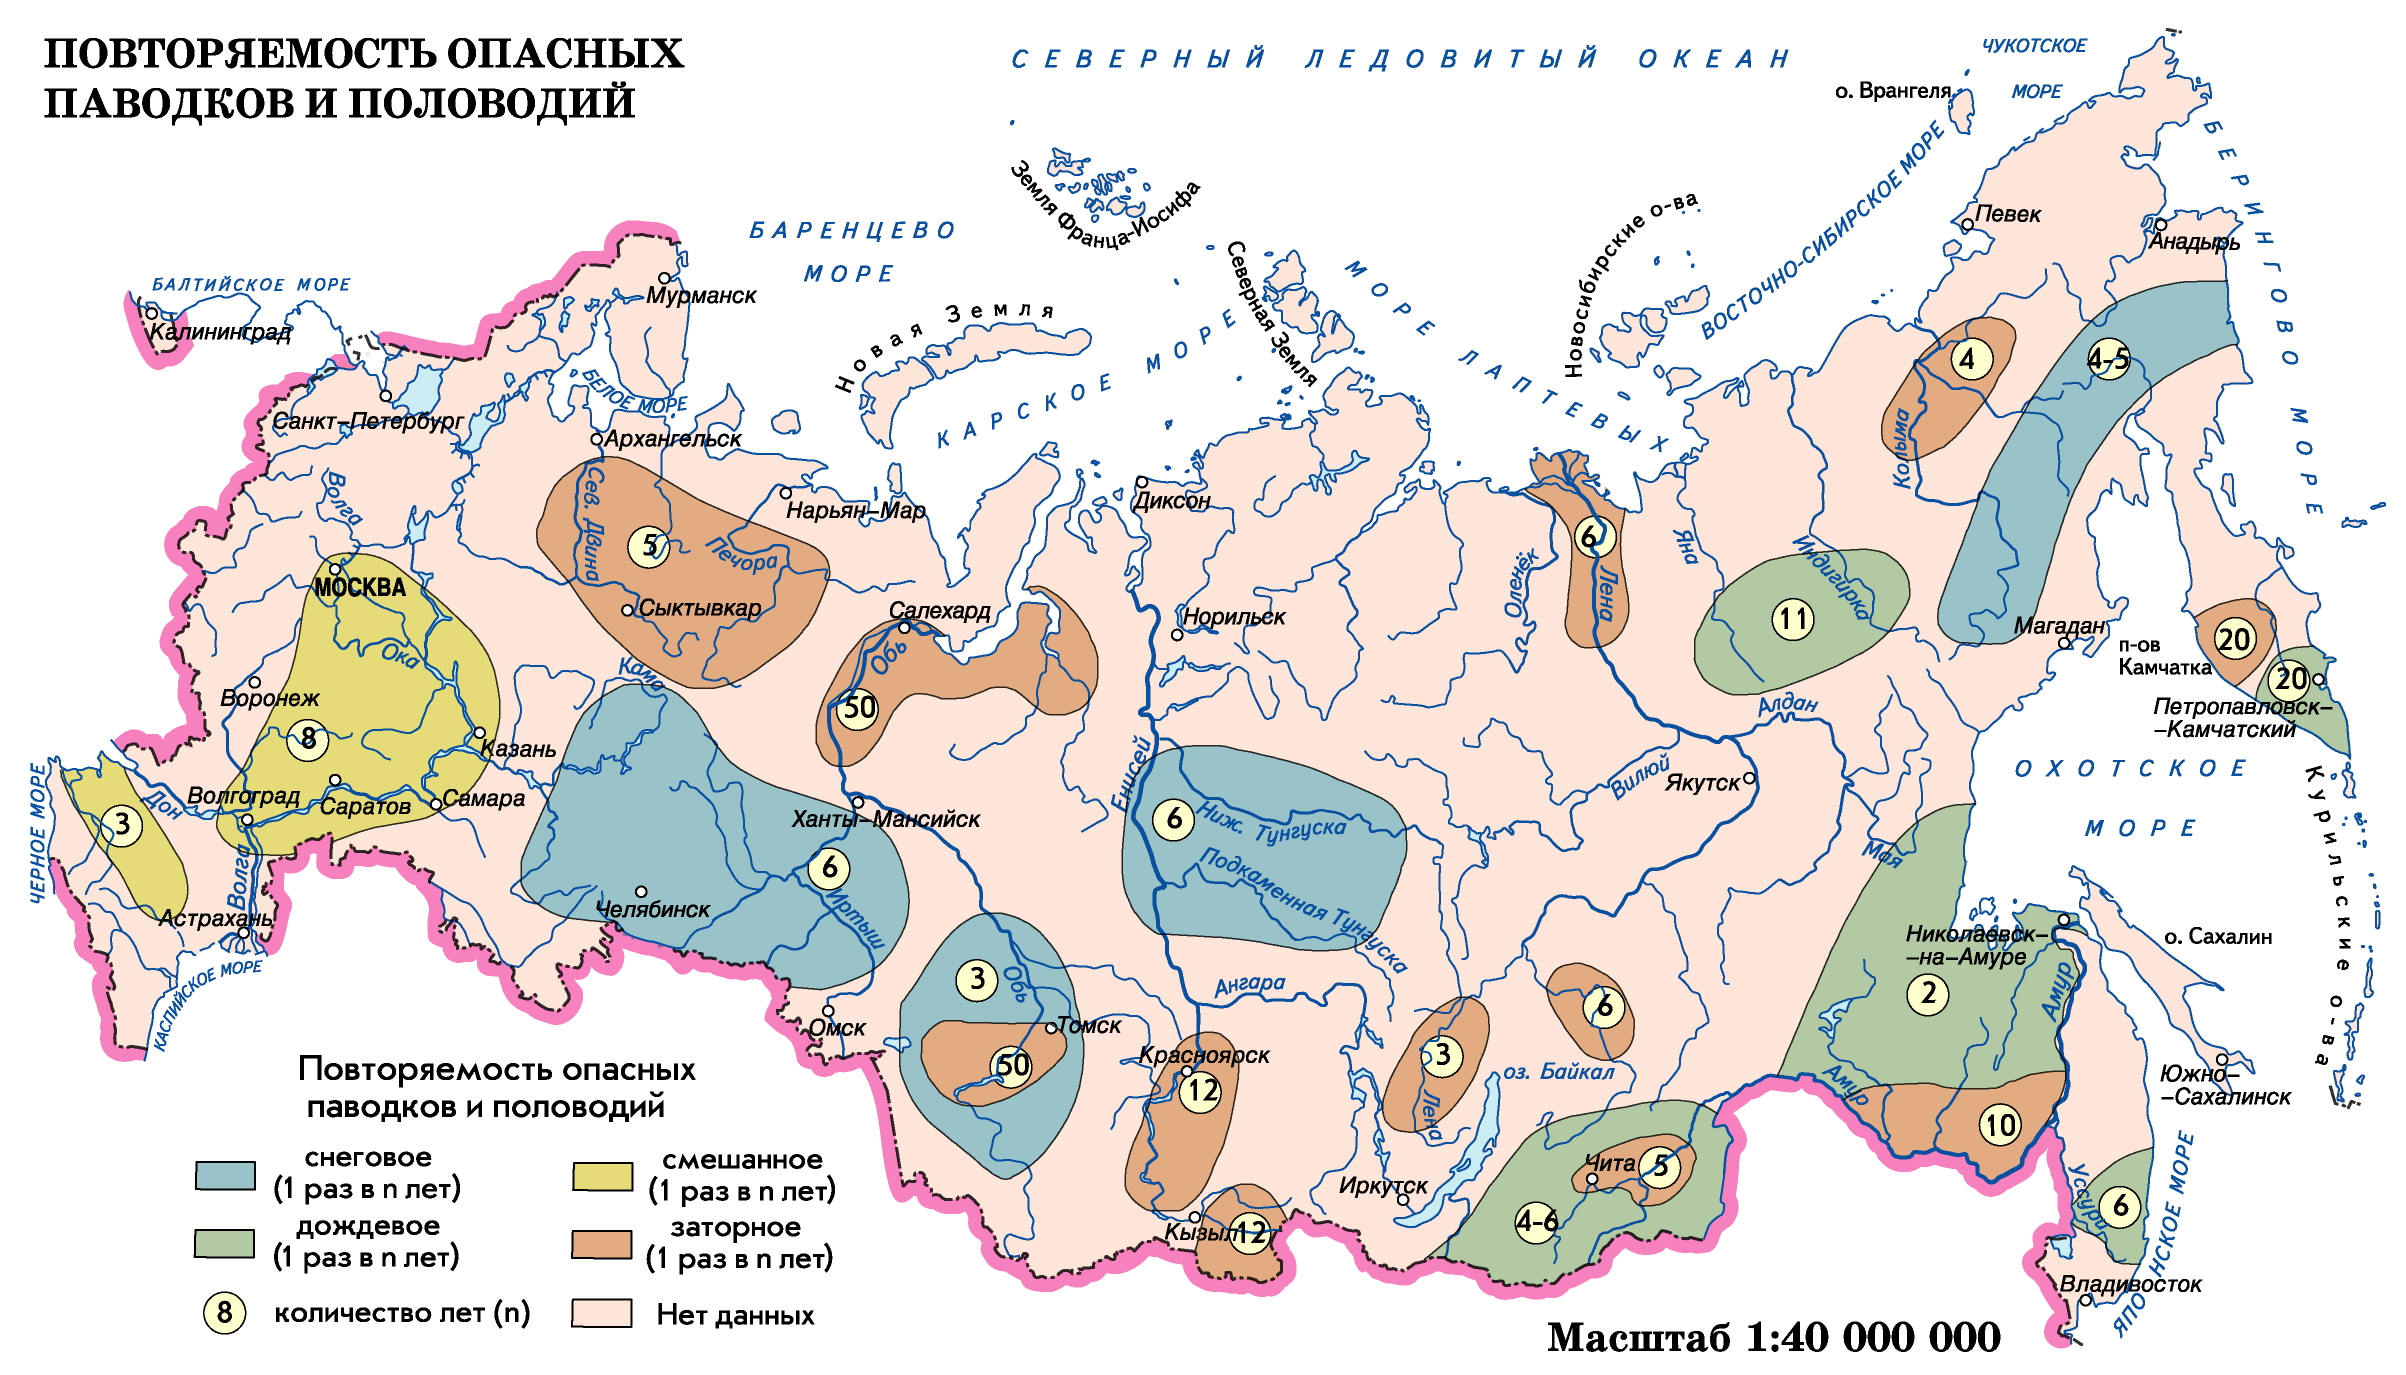 ПОВТОРЯЕМОСТЬ ОПАСНЫХ
ПАВОДКОВ И ПОЛОВОДИЙ
СЕВЕРНЫЙ ЛЕДОВИТЫЙ ОКЕАН
ЧУКОТСКОЕ
МОРЕ
о. Врангеля
БЕРИНГОВО МОРЕ
ВОСТОЧНО-СИБИРСКОЕ МОРЕ
Земля Франца-Иосифа
Новосибирские о-ва
Северная Земля
МОРЕ ЛАПТЕВЫХ
БАРЕНЦЕВО
МОРЕ
Новая Земля
КАРСКОЕ МОРЕ
БАЛТИЙСКОЕ МОРЕ
Калининград
Мурманск
Певек
Анадырь
Санкт-Петербург
БЕЛОЕ МОРЕ
Архангельск
Нарьян-Мар
Диксон
4
4-5
Колыма
Волга
Сев. Двина
5
Печора
Сыктывкар
МОСКВА
Ока
Салехард
Обь
50
Норильск
Оленёк
6
Лена
Яна
Индигирка
11
Магадан
п-ов
Камчатка
20
20
Петропавловск-
-Камчатский
Воронеж
8
Кама
Казань
Волгоград
Саратов
Самара
Дон
3
ЧЕРНОЕ МОРЕ
Волга
Астрахань
КАСПИЙСКОЕ МОРЕ
Ханты-Мансийск
6
Иртыш
Челябинск
Омск
Енисей
6
Ниж. Тунгуска
Подкаменная Тунгуска
Ангара
Вилюй
Якутск
Алдан
Мая
ОХОТСКОЕ
МОРЕ
Курильские о-ва
3
Обь
Томск
50
Красноярск
12
Кызыл
12
3
Лена
6
оз. Байкал
Иркутск
Чита
5
4-6
Николаевск-
-на-Амуре
2
Амур
Амур
10
о. Сахалин
Южно-
-Сахалинск
Уссури
6
Владивосток
ЯПОНСКОЕ МОРЕ
Повторяемость опасных
паводков и половодий
снеговое
(1 раз в n лет)
смешанное
(1 раз в n лет)
дождевое
(1 раз в n лет)
заторное
(1 раз в n лет)
8
количество лет (n)
Нет данных
Масштаб 1:40 000 000